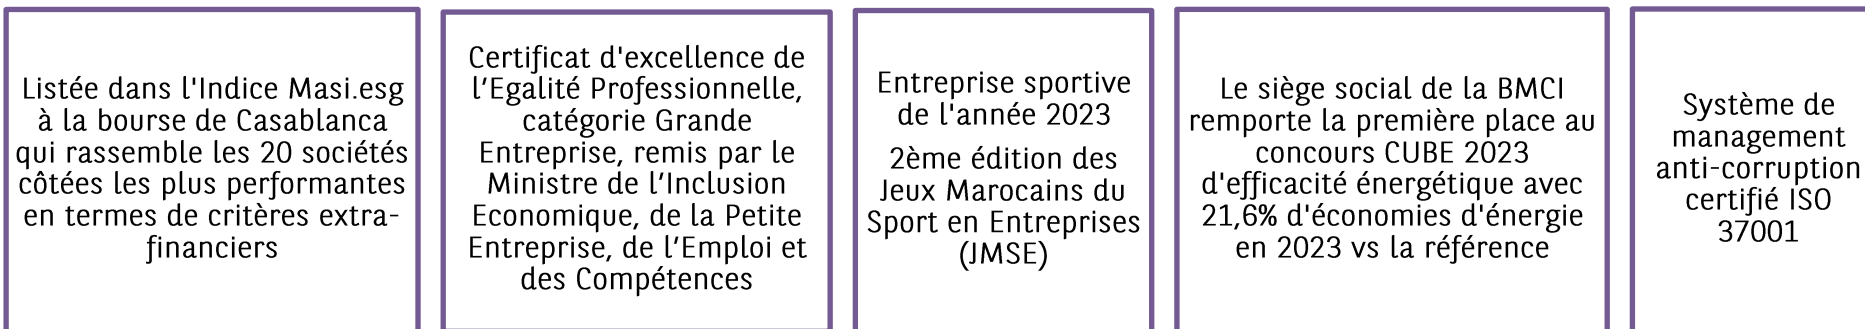 Listée dans l'Indice Masi.esg
à la bourse de Casablanca
qui rassemble les 20 sociétés
côtées les plus performantes
en termes de critères extra-
financiers
Certificat d'excellence de
l’Egalité Professionnelle,
catégorie Grande
Entreprise, remis par le
Ministre de l’Inclusion
Economique, de la Petite
Entreprise, de l’Emploi et
des Compétences
Entreprise sportive
de l'année 2023
2ème édition des
Jeux Marocains du
Sport en Entreprises
(JMSE)
Le siège social de la BMCI
remporte la première place au
concours CUBE 2023
d'efficacité énergétique avec
21,6% d'économies d'énergie
en 2023 vs la référence
Système de
management
anti-corruption
certifié ISO
37001